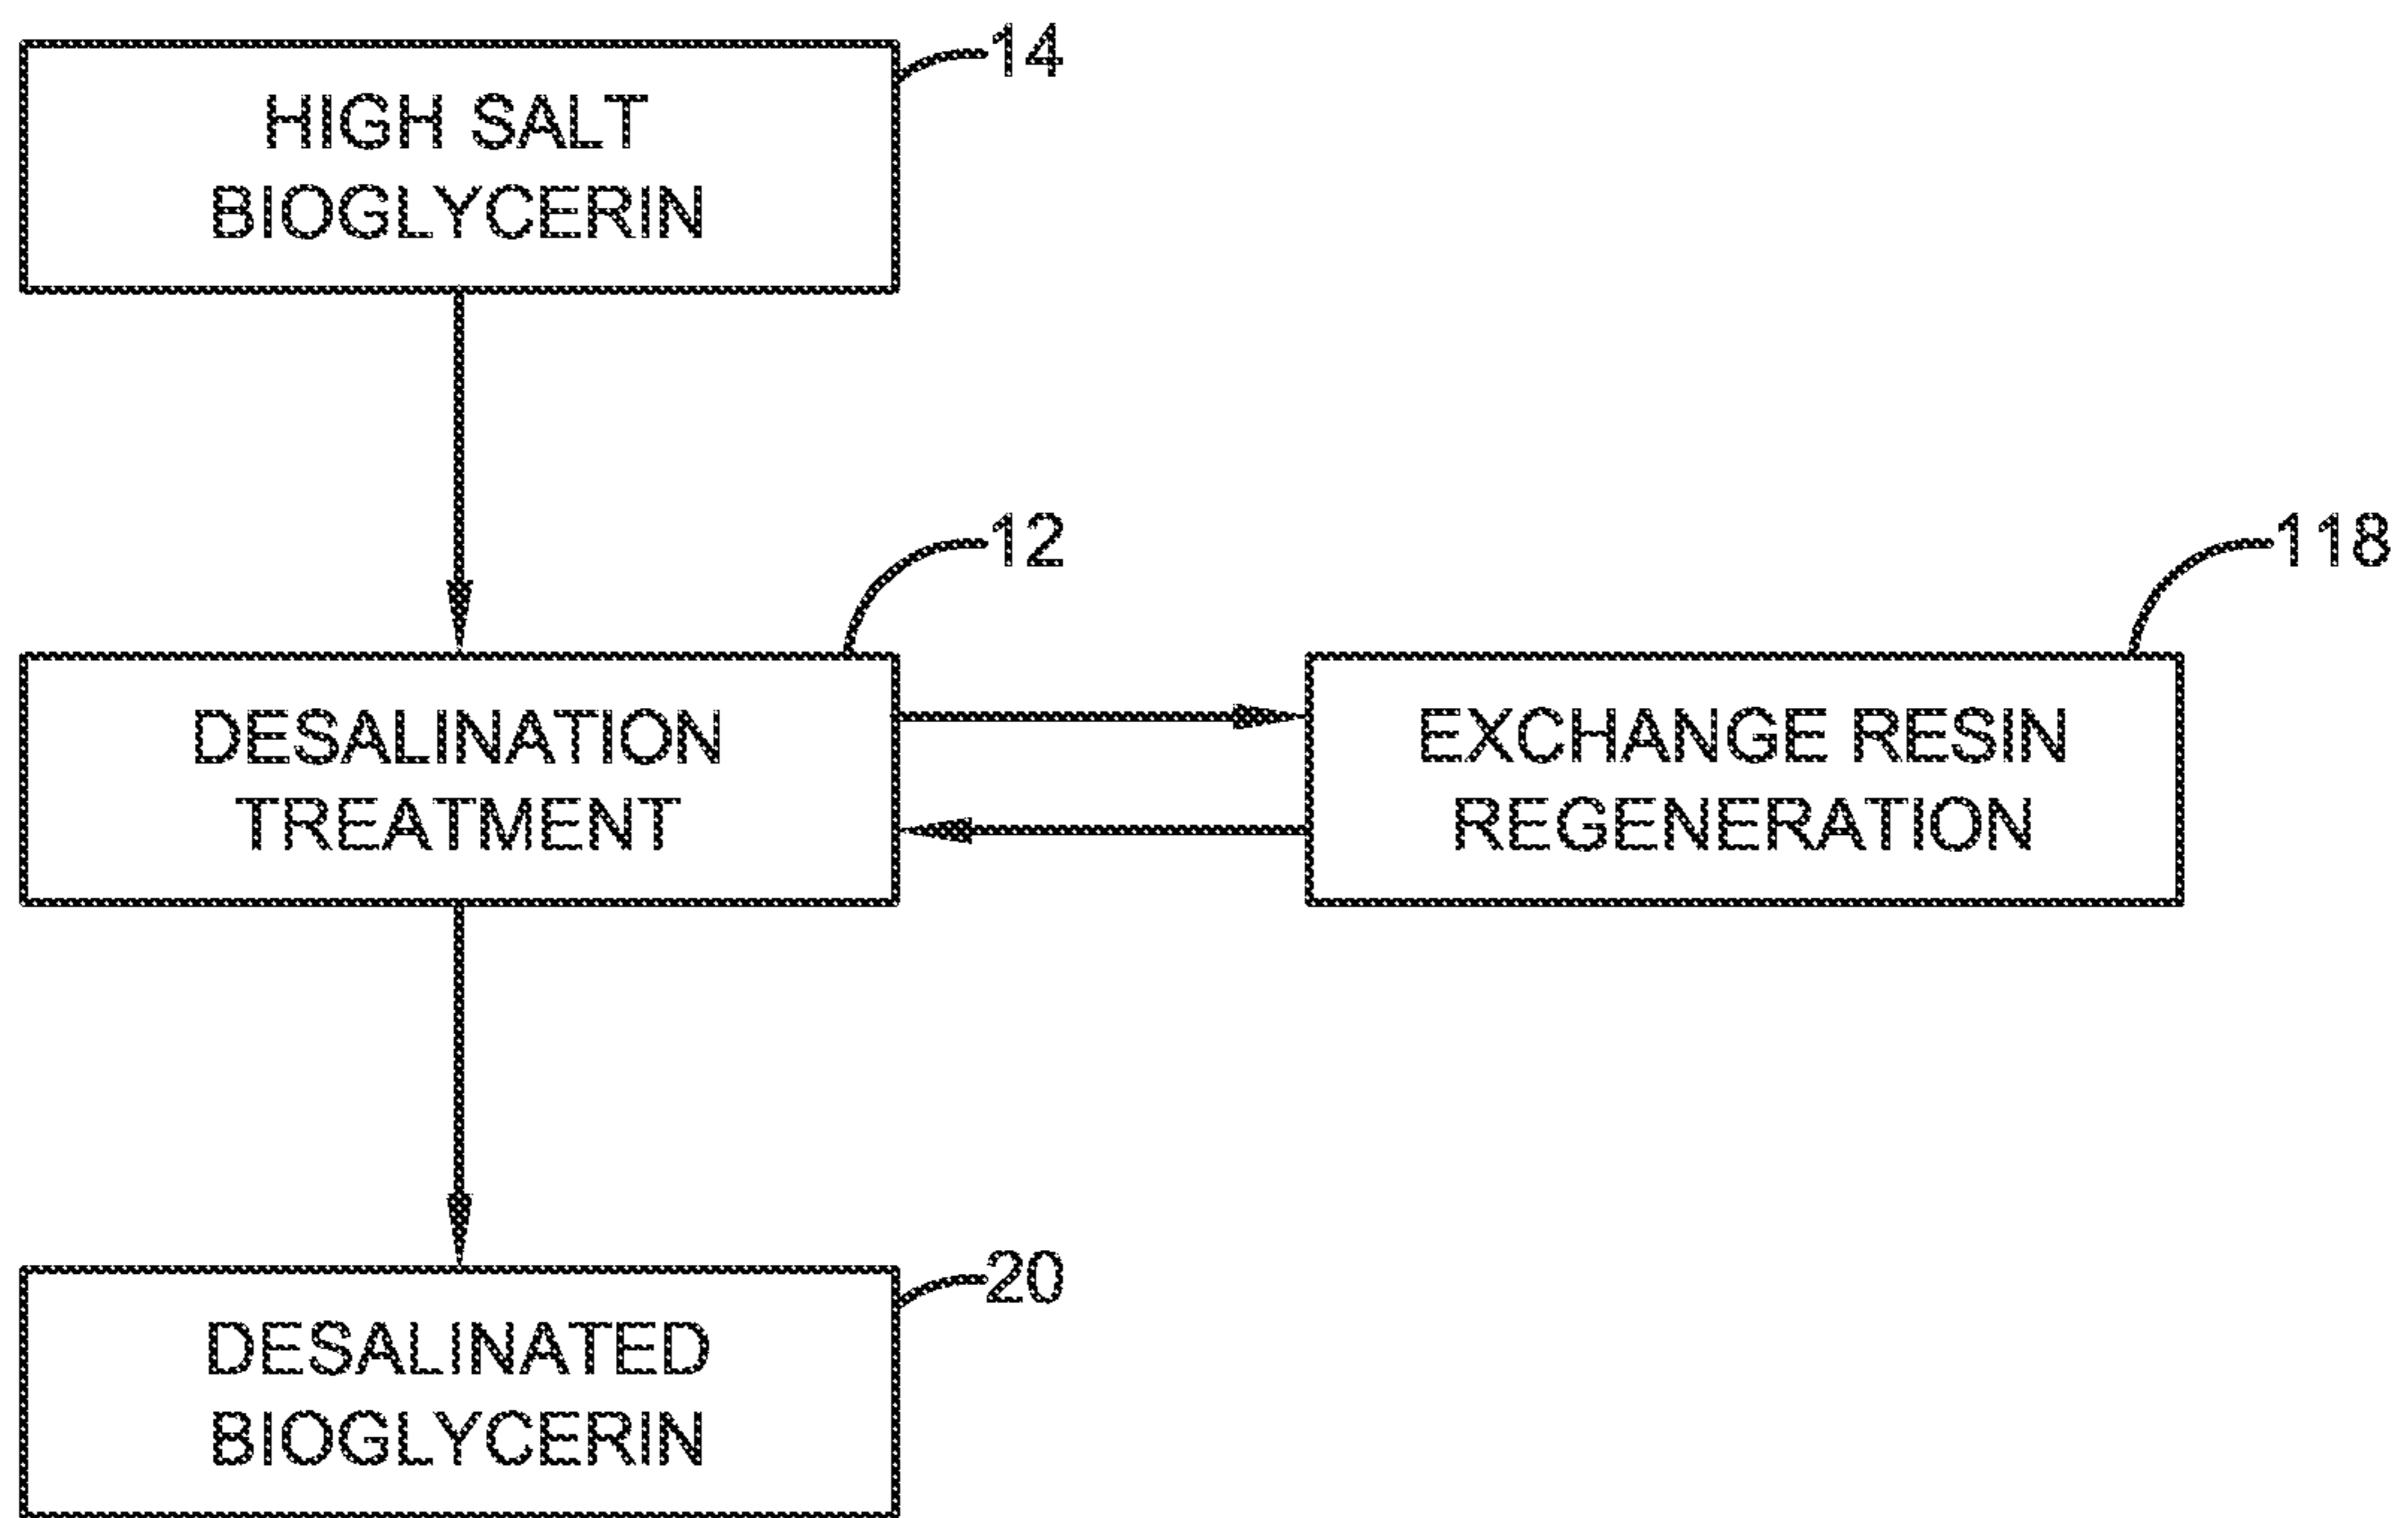 14
HIGH SALT
BIOGLYCERIN
12
118
DESALINATION
TREATMENT
EXCHANGE RESIN
REGENERATION
20
DESALINATED
BIOGLYCERIN